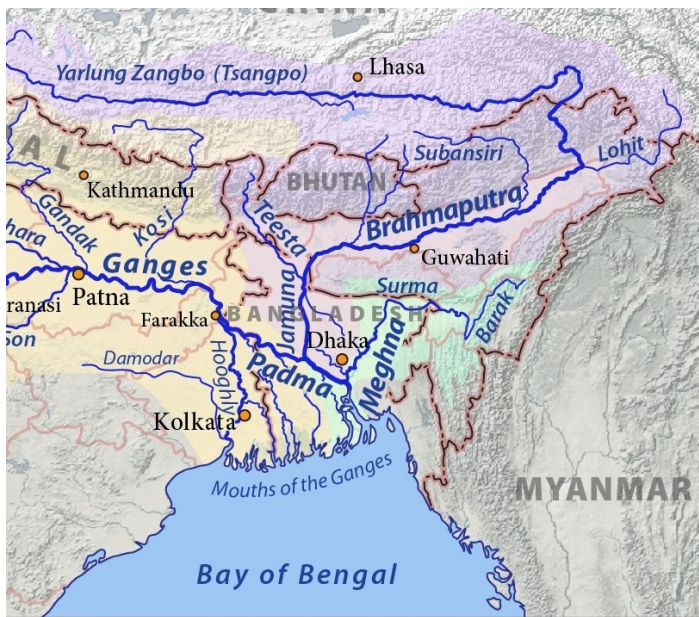 Yarlung Zangbo (Tsangpo)
Lhasa
Subansiri
Lohit
BHUTAN
Kathmandu
Brahmaputra
Teesta
Kosi
Gandak
Guwahati
Ganges
Patna
Surma
Jamuna
BANGLADESH
Barak
Farakka
Dhaka
Meghna
Padma
Damodar
Hooghly
Kolkata
Mouths of the Ganges
MYANMAR
Bay of Bengal